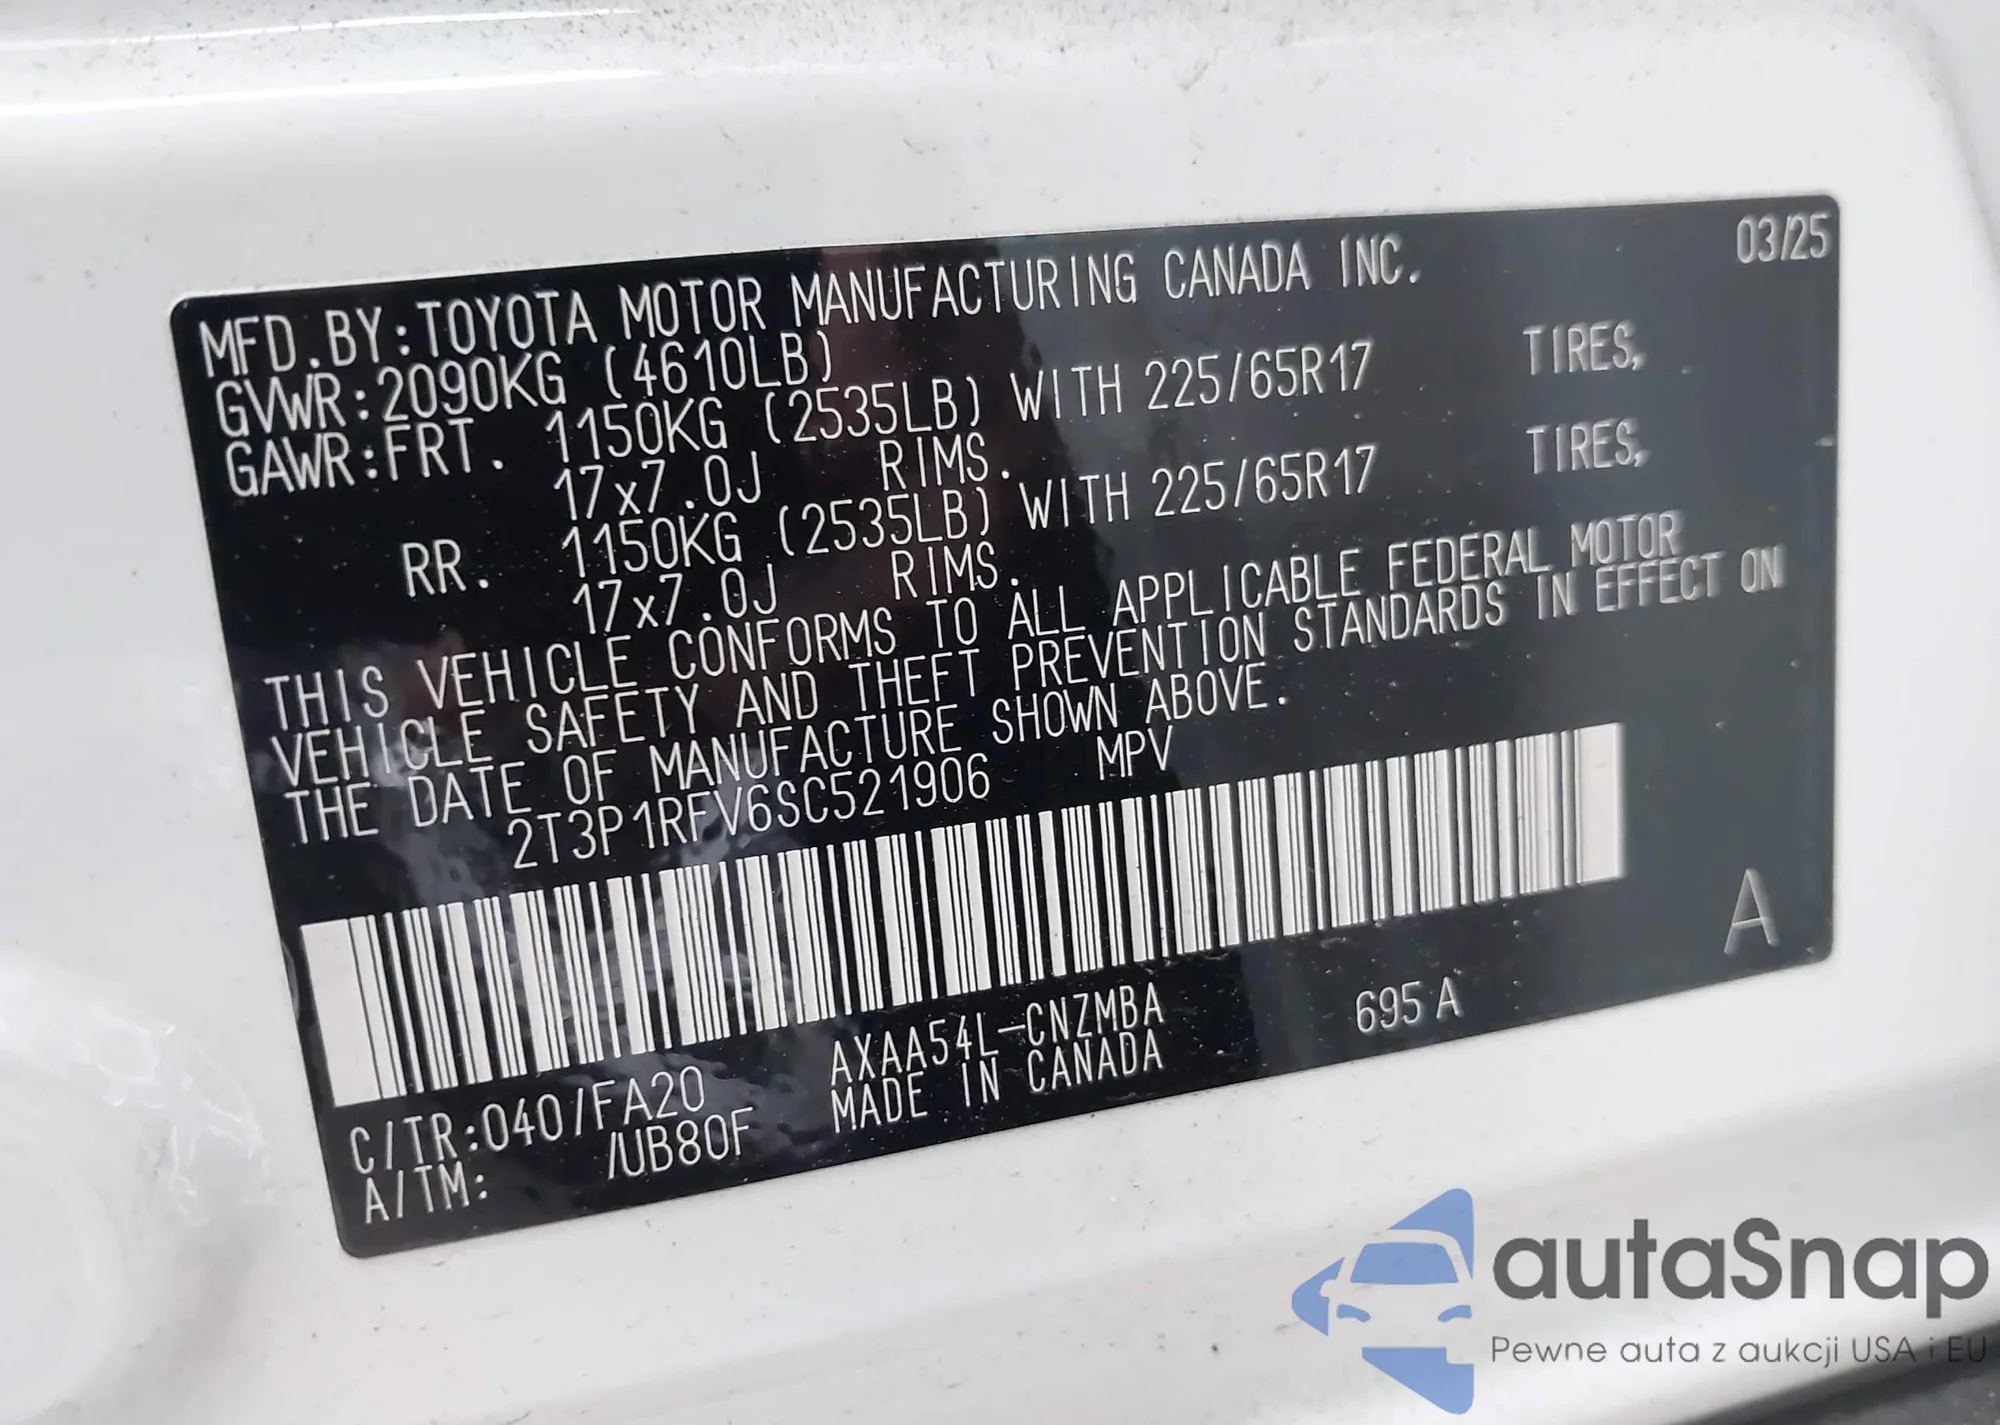 03/25
MFD.BY:TOYOTA MOTOR MANUFACTURING CANADA INC.
GVWR:2090KG (4610LB)
GAWR:FRT. 1150KG (2535LB) WITH 225/65R17 TIRES,
17x7.0J RIMS.
RR. 1150KG (2535LB) WITH 225/65R17 TIRES,
17x7.0J RIMS.
THIS VEHICLE CONFORMS TO ALL APPLICABLE FEDERAL MOTOR
VEHICLE SAFETY AND THEFT PREVENTION STANDARDS IN EFFECT ON
THE DATE OF MANUFACTURE SHOWN ABOVE.
2T3P1RFV6SC521906 MPV
A
C/TR:040/FA20 AXAA54L-CNZMBA 695A
A/TM: /UB80F MADE IN CANADA
autaSnap
Pewne auta z aukcji USA i EU